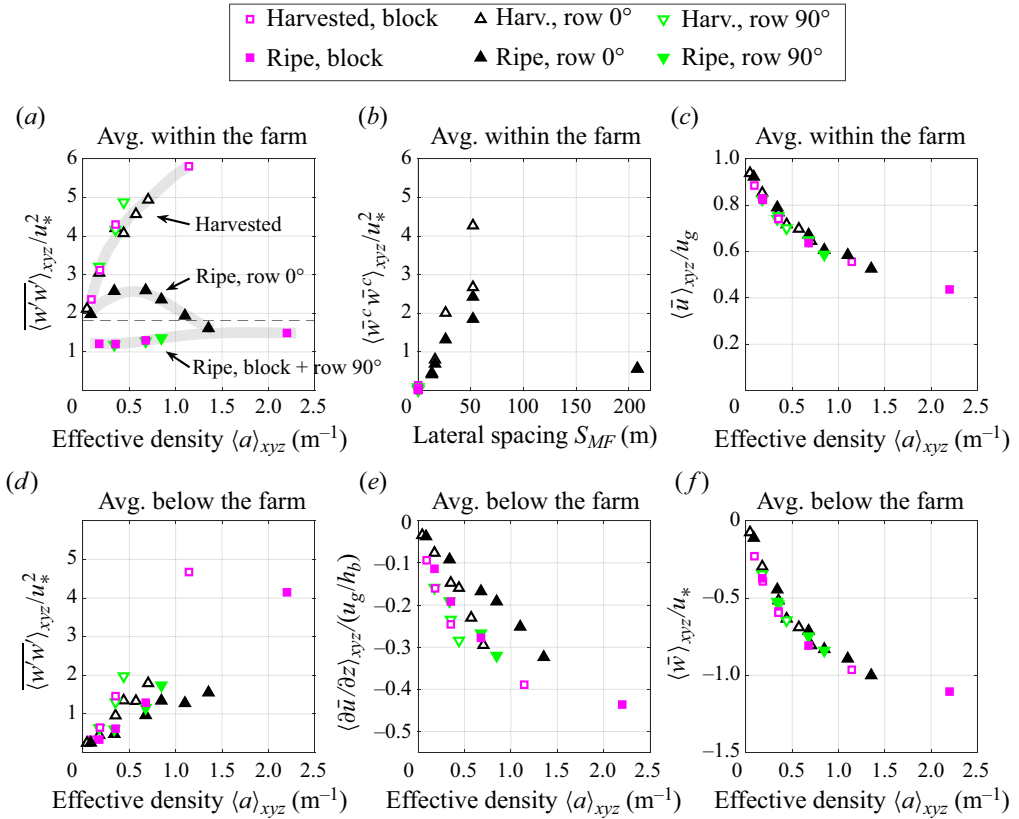 Harvested, block
Harv., row 0°
Harv., row 90°
Ripe, block
Ripe, row 0°
Ripe, row 90°
(a)
Avg. within the farm
6
5
4
3
2
1
0
0.5
1.0
1.5
2.0
2.5
Harvested
Ripe, row 0°
Ripe, block + row 90°
⟨w′w′⟩xyz/u*²
Effective density ⟨a⟩xyz (m⁻¹)
(b)
Avg. within the farm
6
5
4
3
2
1
0
50
100
150
200
⟨w̄ᶜw̄ᶜ⟩xyz/u*²
Lateral spacing SMF (m)
(c)
Avg. within the farm
1.0
0.8
0.6
0.4
0.2
0
0.5
1.0
1.5
2.0
2.5
⟨ū⟩xyz/ug
Effective density ⟨a⟩xyz (m⁻¹)
(d)
Avg. below the farm
5
4
3
2
1
0
0.5
1.0
1.5
2.0
2.5
⟨w′w′⟩xyz/u*²
Effective density ⟨a⟩xyz (m⁻¹)
(e)
Avg. below the farm
0
–0.1
–0.2
–0.3
–0.4
–0.5
0
0.5
1.0
1.5
2.0
2.5
⟨∂ū/∂z⟩xyz/(ug/hb)
Effective density ⟨a⟩xyz (m⁻¹)
(f)
Avg. below the farm
0
–0.5
–1.0
–1.5
0
0.5
1.0
1.5
2.0
2.5
⟨w̄⟩xyz/u*
Effective density ⟨a⟩xyz (m⁻¹)